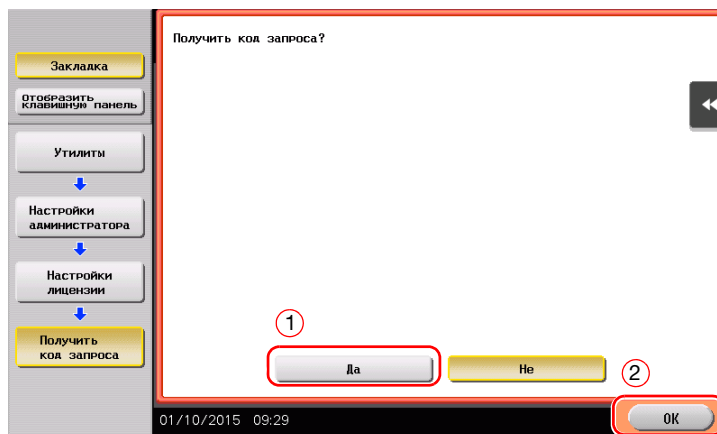 Получить код запроса?
Закладка
Отобразить
клавишную панель
Утилиты
Настройки
администратора
Настройки
лицензии
Получить
код запроса
1
Да
Не
2
01/10/2015 09:29
OK